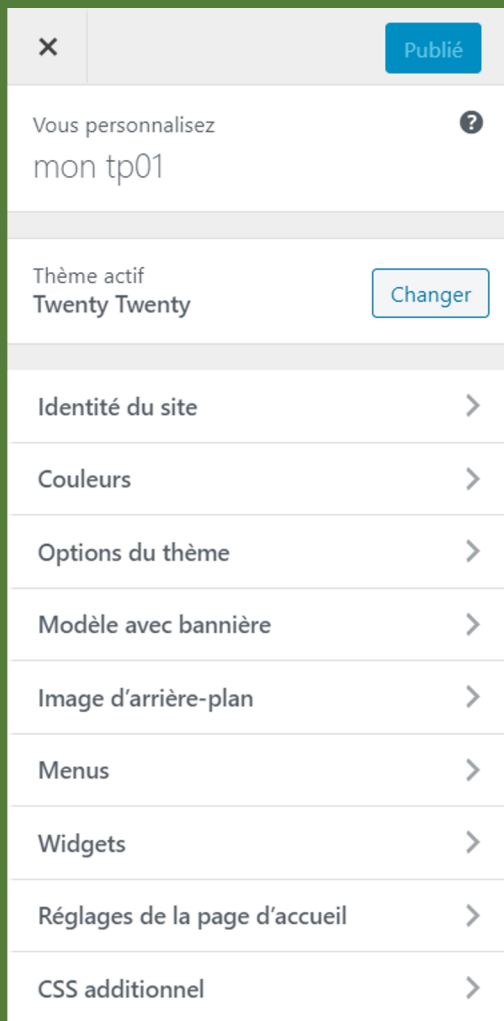 Publié
Vous personnalisez
mon tp01
Thème actif
Twenty Twenty
Changer
Identité du site
Couleurs
Options du thème
Modèle avec bannière
Image d’arrière-plan
Menus
Widgets
Réglages de la page d’accueil
CSS additionnel